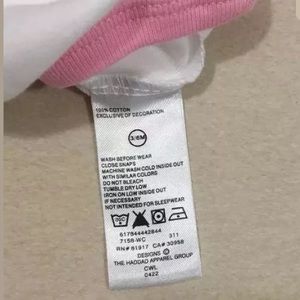 100% COTTON
EXCLUSIVE OF DECORATION
3/6M
WASH BEFORE WEAR
CLOSE SNAPS
MACHINE WASH COLD INSIDE OUT
WITH SIMILAR COLORS
DO NOT BLEACH
TUMBLE DRY LOW
IRON ON LOW INSIDE OUT
IF NECESSARY
NOT INTENDED FOR SLEEPWEAR
617844442844
7158-WC 311
RN# 61917 CA# 30958
DESIGNS ©
THE HADDAD APPAREL GROUP
CWL
0422